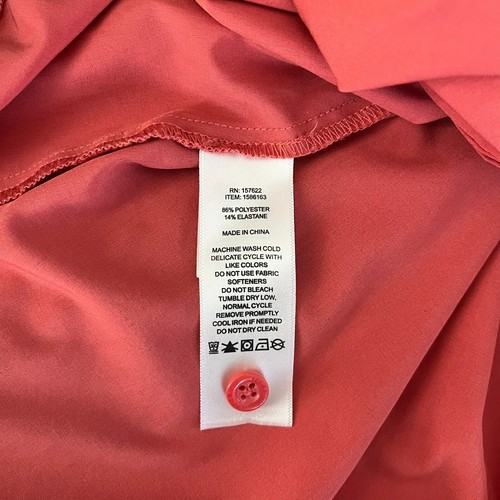 RN: 157622
ITEM: 1586163
86% POLYESTER
14% ELASTANE
MADE IN CHINA
MACHINE WASH COLD
DELICATE CYCLE WITH
LIKE COLORS
DO NOT USE FABRIC
SOFTENERS
DO NOT BLEACH
TUMBLE DRY LOW,
NORMAL CYCLE
REMOVE PROMPTLY
COOL IRON IF NEEDED
DO NOT DRY CLEAN